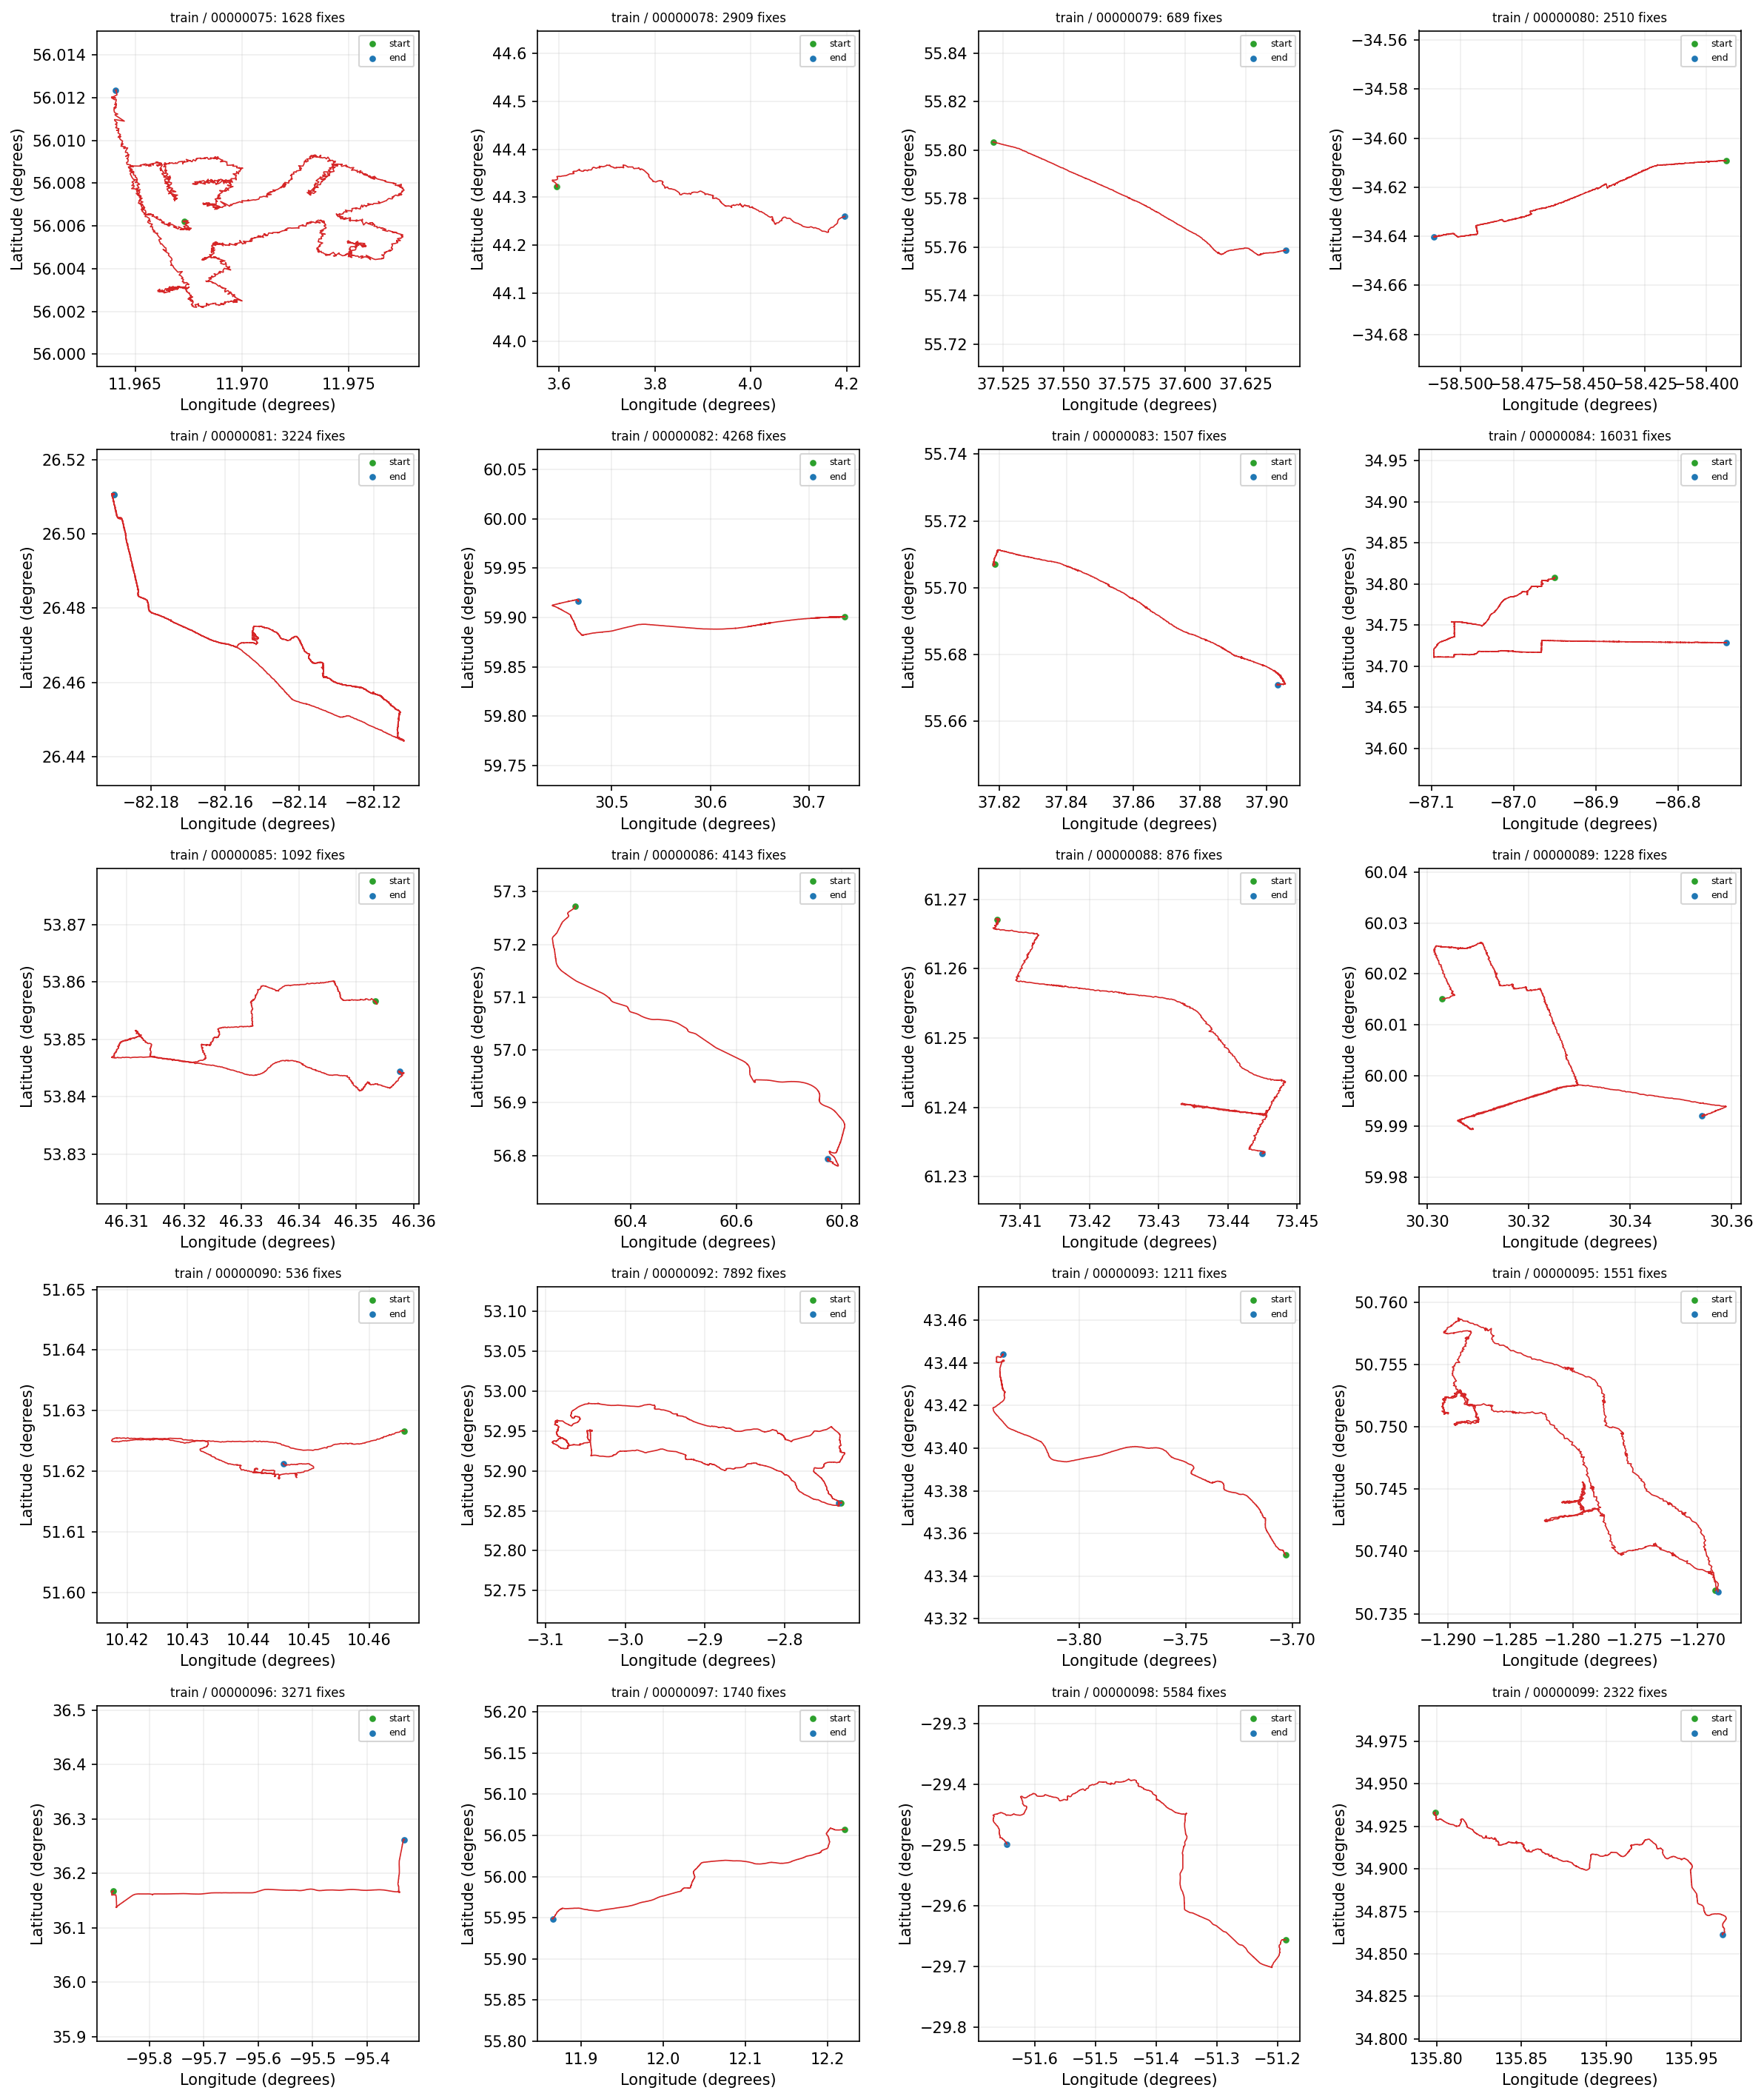 train / 00000075: 1628 fixes
start
end
56.014
56.012
56.010
56.008
56.006
56.004
56.002
56.000
11.965 11.970 11.975
Latitude (degrees)
Longitude (degrees)
train / 00000078: 2909 fixes
start
end
44.6
44.5
44.4
44.3
44.2
44.1
44.0
3.6 3.8 4.0 4.2
Latitude (degrees)
Longitude (degrees)
train / 00000079: 689 fixes
start
end
55.84
55.82
55.80
55.78
55.76
55.74
55.72
37.525 37.550 37.575 37.600 37.625
Latitude (degrees)
Longitude (degrees)
train / 00000080: 2510 fixes
start
end
−34.56
−34.58
−34.60
−34.62
−34.64
−34.66
−34.68
−58.500 −58.475 −58.450 −58.425 −58.400
Latitude (degrees)
Longitude (degrees)
train / 00000081: 3224 fixes
start
end
26.52
26.50
26.48
26.46
26.44
−82.18 −82.16 −82.14 −82.12
Latitude (degrees)
Longitude (degrees)
train / 00000082: 4268 fixes
start
end
60.05
60.00
59.95
59.90
59.85
59.80
59.75
30.5 30.6 30.7
Latitude (degrees)
Longitude (degrees)
train / 00000083: 1507 fixes
start
end
55.74
55.72
55.70
55.68
55.66
37.82 37.84 37.86 37.88 37.90
Latitude (degrees)
Longitude (degrees)
train / 00000084: 16031 fixes
start
end
34.95
34.90
34.85
34.80
34.75
34.70
34.65
34.60
−87.1 −87.0 −86.9 −86.8
Latitude (degrees)
Longitude (degrees)
train / 00000085: 1092 fixes
start
end
53.87
53.86
53.85
53.84
53.83
46.31 46.32 46.33 46.34 46.35 46.36
Latitude (degrees)
Longitude (degrees)
train / 00000086: 4143 fixes
start
end
57.3
57.2
57.1
57.0
56.9
56.8
60.4 60.6 60.8
Latitude (degrees)
Longitude (degrees)
train / 00000088: 876 fixes
start
end
61.27
61.26
61.25
61.24
61.23
73.41 73.42 73.43 73.44 73.45
Latitude (degrees)
Longitude (degrees)
train / 00000089: 1228 fixes
start
end
60.04
60.03
60.02
60.01
60.00
59.99
59.98
30.30 30.32 30.34 30.36
Latitude (degrees)
Longitude (degrees)
train / 00000090: 536 fixes
start
end
51.65
51.64
51.63
51.62
51.61
51.60
10.42 10.43 10.44 10.45 10.46
Latitude (degrees)
Longitude (degrees)
train / 00000092: 7892 fixes
start
end
53.10
53.05
53.00
52.95
52.90
52.85
52.80
52.75
−3.1 −3.0 −2.9 −2.8
Latitude (degrees)
Longitude (degrees)
train / 00000093: 1211 fixes
start
end
43.46
43.44
43.42
43.40
43.38
43.36
43.34
43.32
−3.80 −3.75 −3.70
Latitude (degrees)
Longitude (degrees)
train / 00000095: 1551 fixes
start
end
50.760
50.755
50.750
50.745
50.740
50.735
−1.290 −1.285 −1.280 −1.275 −1.270
Latitude (degrees)
Longitude (degrees)
train / 00000096: 3271 fixes
start
end
36.5
36.4
36.3
36.2
36.1
36.0
35.9
−95.8 −95.7 −95.6 −95.5 −95.4
Latitude (degrees)
Longitude (degrees)
train / 00000097: 1740 fixes
start
end
56.20
56.15
56.10
56.05
56.00
55.95
55.90
55.85
55.80
11.9 12.0 12.1 12.2
Latitude (degrees)
Longitude (degrees)
train / 00000098: 5584 fixes
start
end
−29.3
−29.4
−29.5
−29.6
−29.7
−29.8
−51.6 −51.5 −51.4 −51.3 −51.2
Latitude (degrees)
Longitude (degrees)
train / 00000099: 2322 fixes
start
end
34.975
34.950
34.925
34.900
34.875
34.850
34.825
34.800
135.80 135.85 135.90 135.95
Latitude (degrees)
Longitude (degrees)